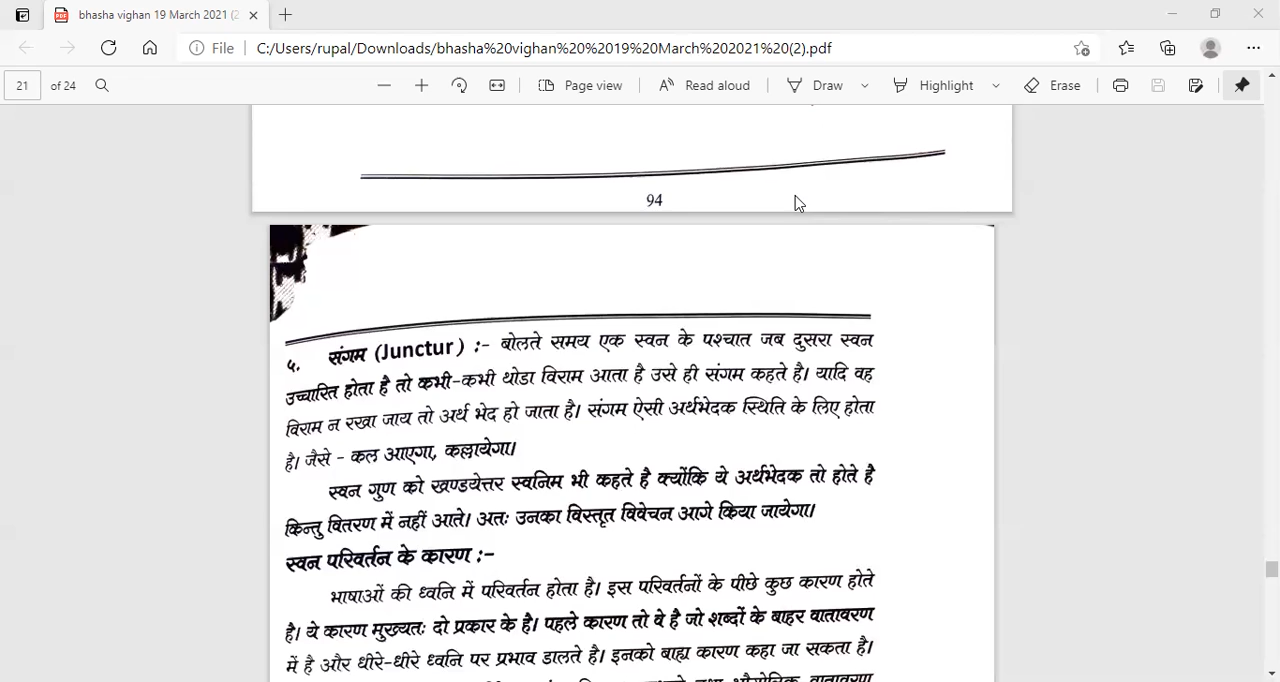 bhasha vighan 19 March 2021 (2
File C:/Users/rupal/Downloads/bhasha%20vighan%20%2019%20March%202021%20(2).pdf
21 of 24 Page view Read aloud Draw Highlight Erase
94
५. संगम (Junctur) :- बोलते समय एक स्वन के पश्चात जब दुसरा स्वन
उच्चारित होता है तो कभी-कभी थोडा विराम आता है उसे ही संगम कहते है। यादि वह
विराम न रखा जाय तो अर्थ भेद हो जाता है। संगम ऐसी अर्थभेदक स्थिति के लिए होता
है। जैसे - कल आएगा, कल्लायेगा।
स्वन गुण को खण्डयेत्तर स्वनिम भी कहते है क्योंकि ये अर्थभेदक तो होते है
किन्तु वितरण में नहीं आते। अतः उनका विस्तृत विवेचन आगे किया जायेगा।
स्वन परिवर्तन के कारण :-
भाषाओं की ध्वनि में परिवर्तन होता है। इस परिवर्तनों के पीछे कुछ कारण होते
है। ये कारण मुख्यतः दो प्रकार के है। पहले कारण तो वे है जो शब्दों के बाहर वातावरण
में है और धीरे-धीरे ध्वनि पर प्रभाव डालते है। इनको बाह्य कारण कहा जा सकता है।